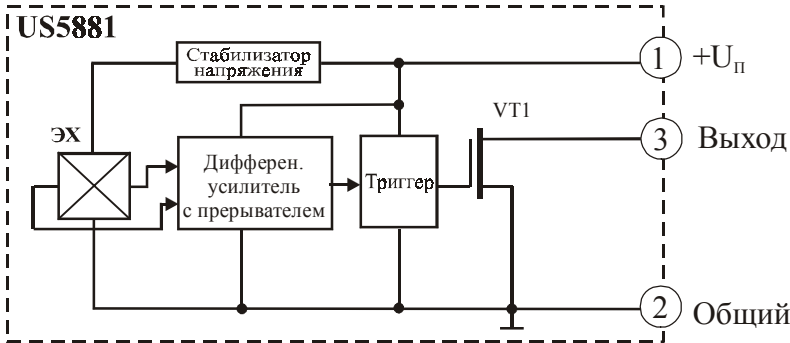 US5881
Стабилизатор
напряжения
1
+UП
VT1
ЭХ
3
Выход
Дифферен.
усилитель
с прерывателем
Триггер
2
Общий